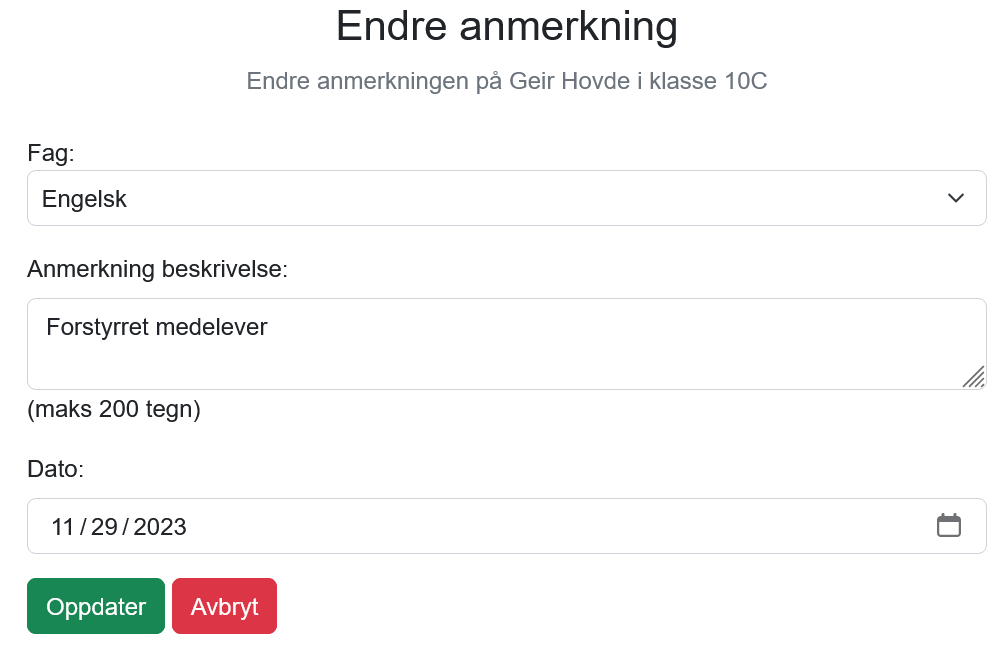 Endre anmerkning
Endre anmerkningen på Geir Hovde i klasse 10C
Fag:
Engelsk
Anmerkning beskrivelse:
Forstyrret medelever
(maks 200 tegn)
Dato:
11/29/2023
Oppdater Avbryt